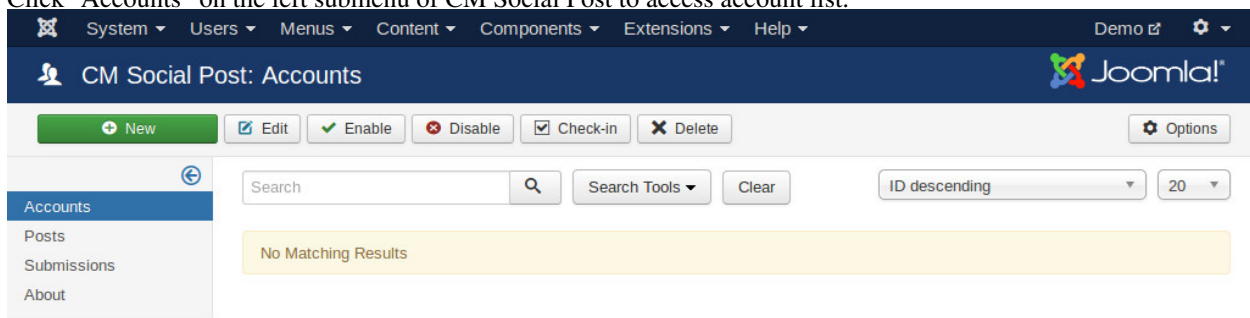 Click "Accounts" on the left submenu of CM Social Post to access account list.
System Users Menus Content Components Extensions Help Demo
CM Social Post: Accounts Joomla!®
New Edit Enable Disable Check-in Delete Options
Search Search Tools Clear ID descending 20
Accounts
No Matching Results
Posts
Submissions
About